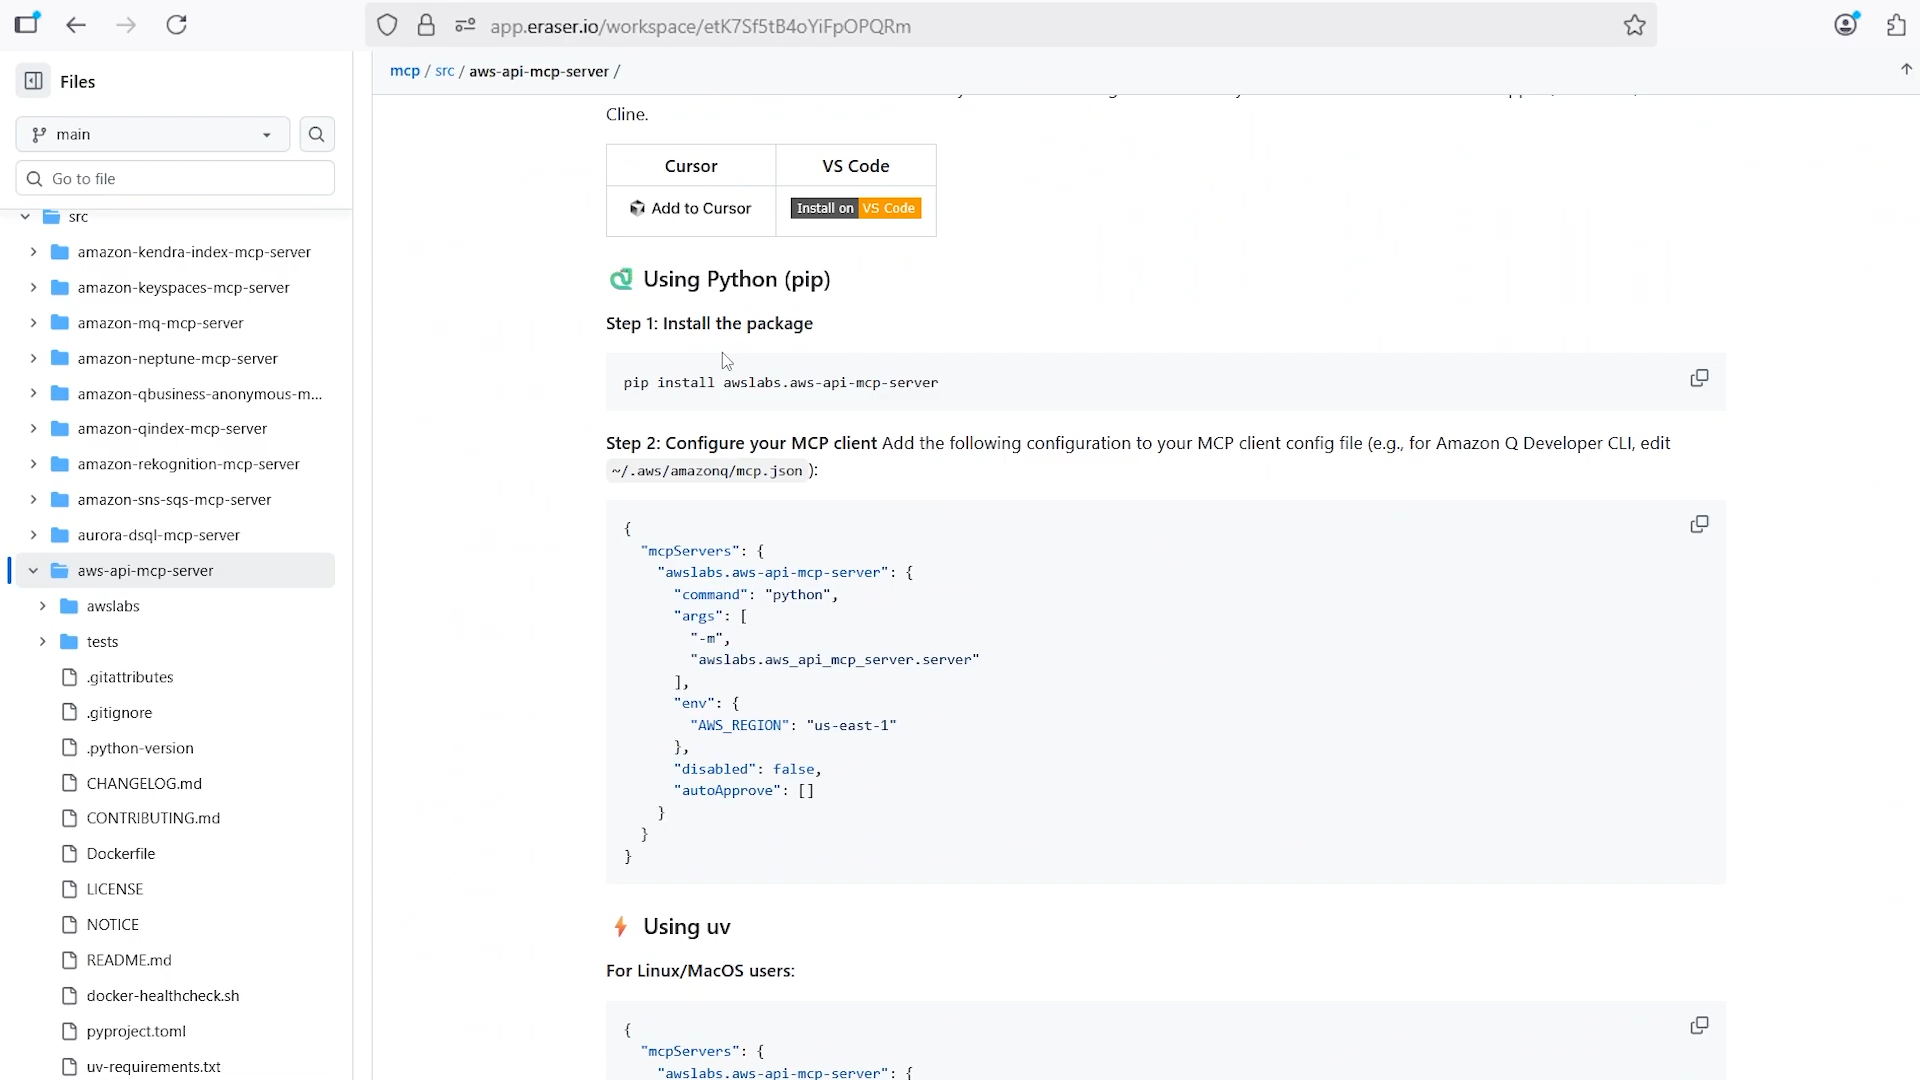 app.eraser.io/workspace/etK7Sf5tB4oYiFpOPQRm
Files
main
Go to file
src
amazon-kendra-index-mcp-server
amazon-keyspaces-mcp-server
amazon-mq-mcp-server
amazon-neptune-mcp-server
amazon-qbusiness-anonymous-m...
amazon-qindex-mcp-server
amazon-rekognition-mcp-server
amazon-sns-sqs-mcp-server
aurora-dsql-mcp-server
aws-api-mcp-server
awslabs
tests
.gitattributes
.gitignore
.python-version
CHANGELOG.md
CONTRIBUTING.md
Dockerfile
LICENSE
NOTICE
README.md
docker-healthcheck.sh
pyproject.toml
uv-requirements.txt
mcp / src / aws-api-mcp-server /
Cline.
Cursor VS Code
Add to Cursor Install on VS Code
Using Python (pip)
Step 1: Install the package
pip install awslabs.aws-api-mcp-server
Step 2: Configure your MCP client Add the following configuration to your MCP client config file (e.g., for Amazon Q Developer CLI, edit
~/.aws/amazonq/mcp.json ):
{
"mcpServers": {
"awslabs.aws-api-mcp-server": {
"command": "python",
"args": [
"-m",
"awslabs.aws_api_mcp_server.server"
],
"env": {
"AWS_REGION": "us-east-1"
},
"disabled": false,
"autoApprove": []
}
}
}
Using uv
For Linux/MacOS users:
{
"mcpServers": {
"awslabs.aws-api-mcp-server": {